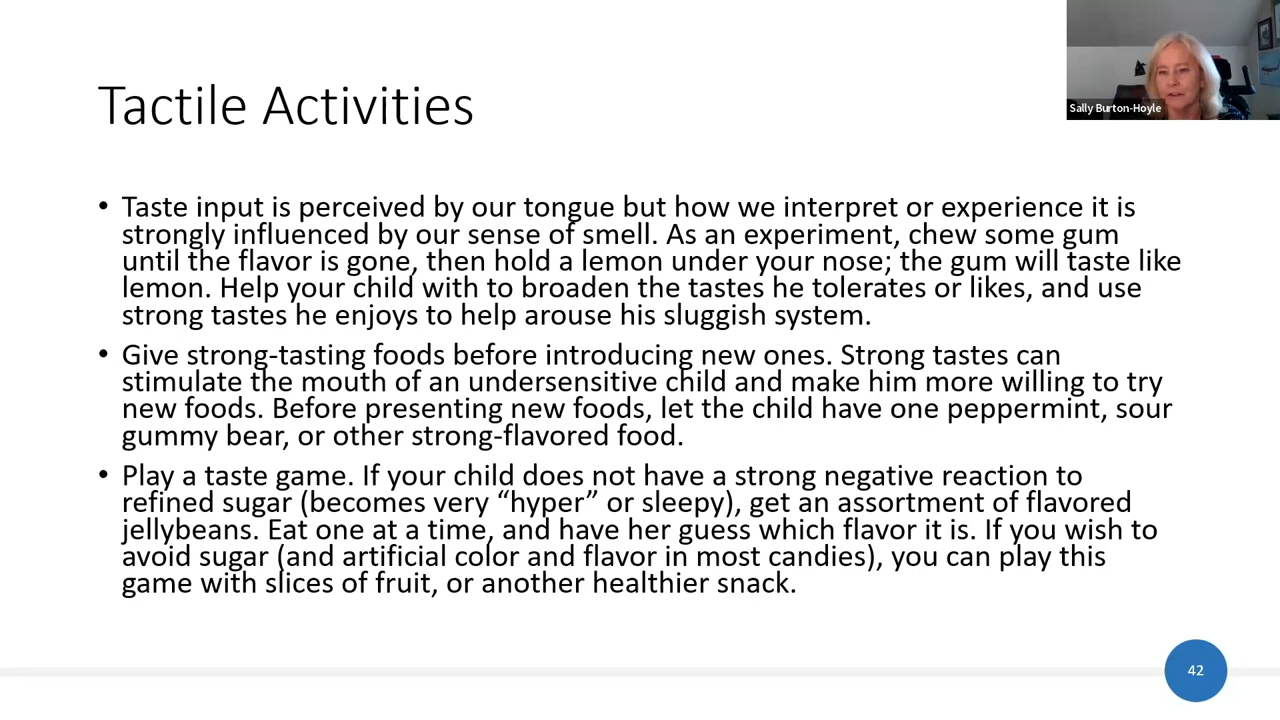 Sally Burton-Hoyle
Tactile Activities
• Taste input is perceived by our tongue but how we interpret or experience it is
strongly influenced by our sense of smell. As an experiment, chew some gum
until the flavor is gone, then hold a lemon under your nose; the gum will taste like
lemon. Help your child with to broaden the tastes he tolerates or likes, and use
strong tastes he enjoys to help arouse his sluggish system.
• Give strong-tasting foods before introducing new ones. Strong tastes can
stimulate the mouth of an undersensitive child and make him more willing to try
new foods. Before presenting new foods, let the child have one peppermint, sour
gummy bear, or other strong-flavored food.
• Play a taste game. If your child does not have a strong negative reaction to
refined sugar (becomes very “hyper” or sleepy), get an assortment of flavored
jellybeans. Eat one at a time, and have her guess which flavor it is. If you wish to
avoid sugar (and artificial color and flavor in most candies), you can play this
game with slices of fruit, or another healthier snack.
42